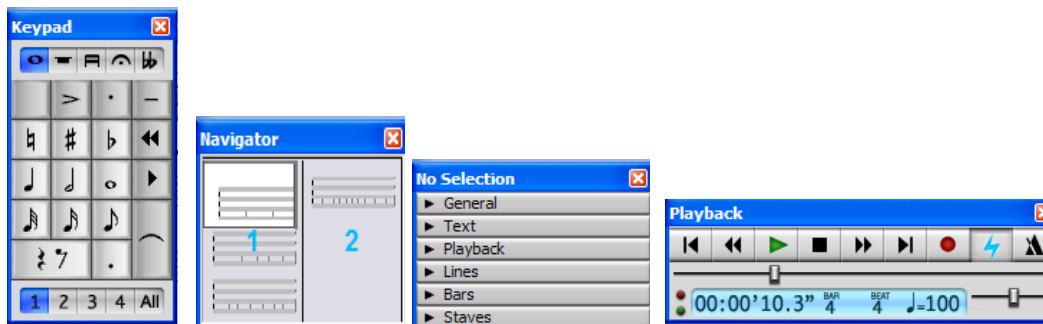 Keypad
1 2 3 4 All
Navigator
1 2
No Selection
General
Text
Playback
Lines
Bars
Staves
Playback
00:00'10.3" BAR 4 BEAT 4 =100